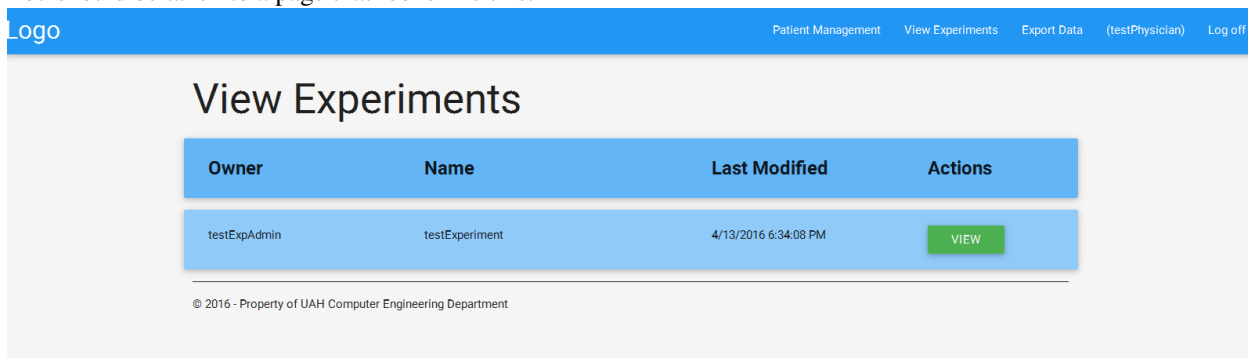 Logo
Patient Management View Experiments Export Data (testPhysician) Log off
View Experiments
Owner Name Last Modified Actions
testExpAdmin testExperiment 4/13/2016 6:34:08 PM VIEW
© 2016 - Property of UAH Computer Engineering Department